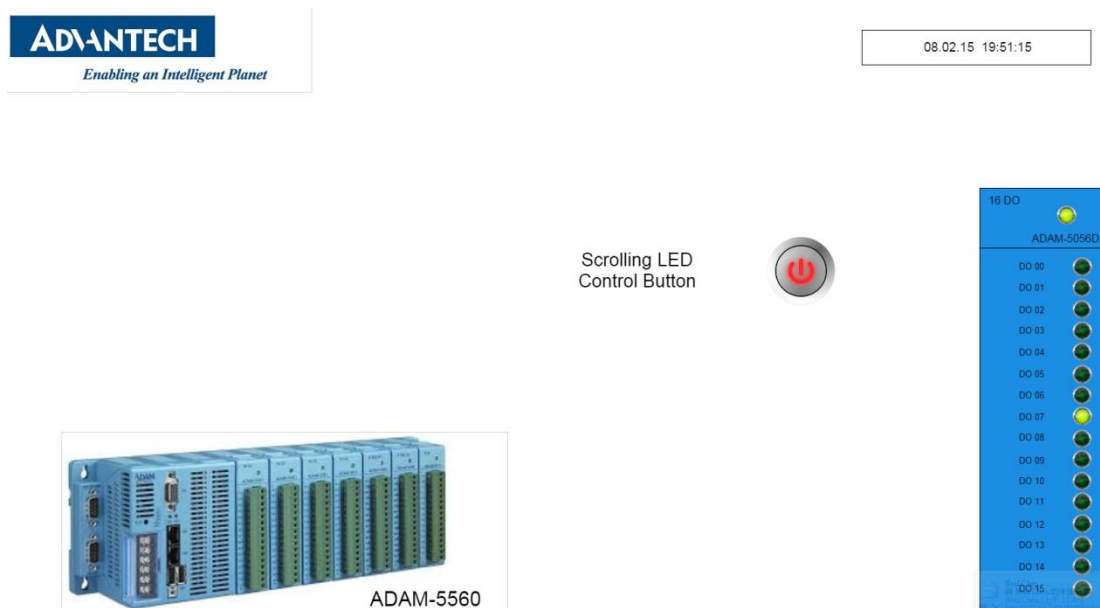 ADVANTECH
Enabling an Intelligent Planet
08.02.15 19:51:15
Scrolling LED
Control Button
16 DO
ADAM-5056D
DO 00
DO 01
DO 02
DO 03
DO 04
DO 05
DO 06
DO 07
DO 08
DO 09
DO 10
DO 11
DO 12
DO 13
DO 14
DO 15
ADAM
ADAM-5560